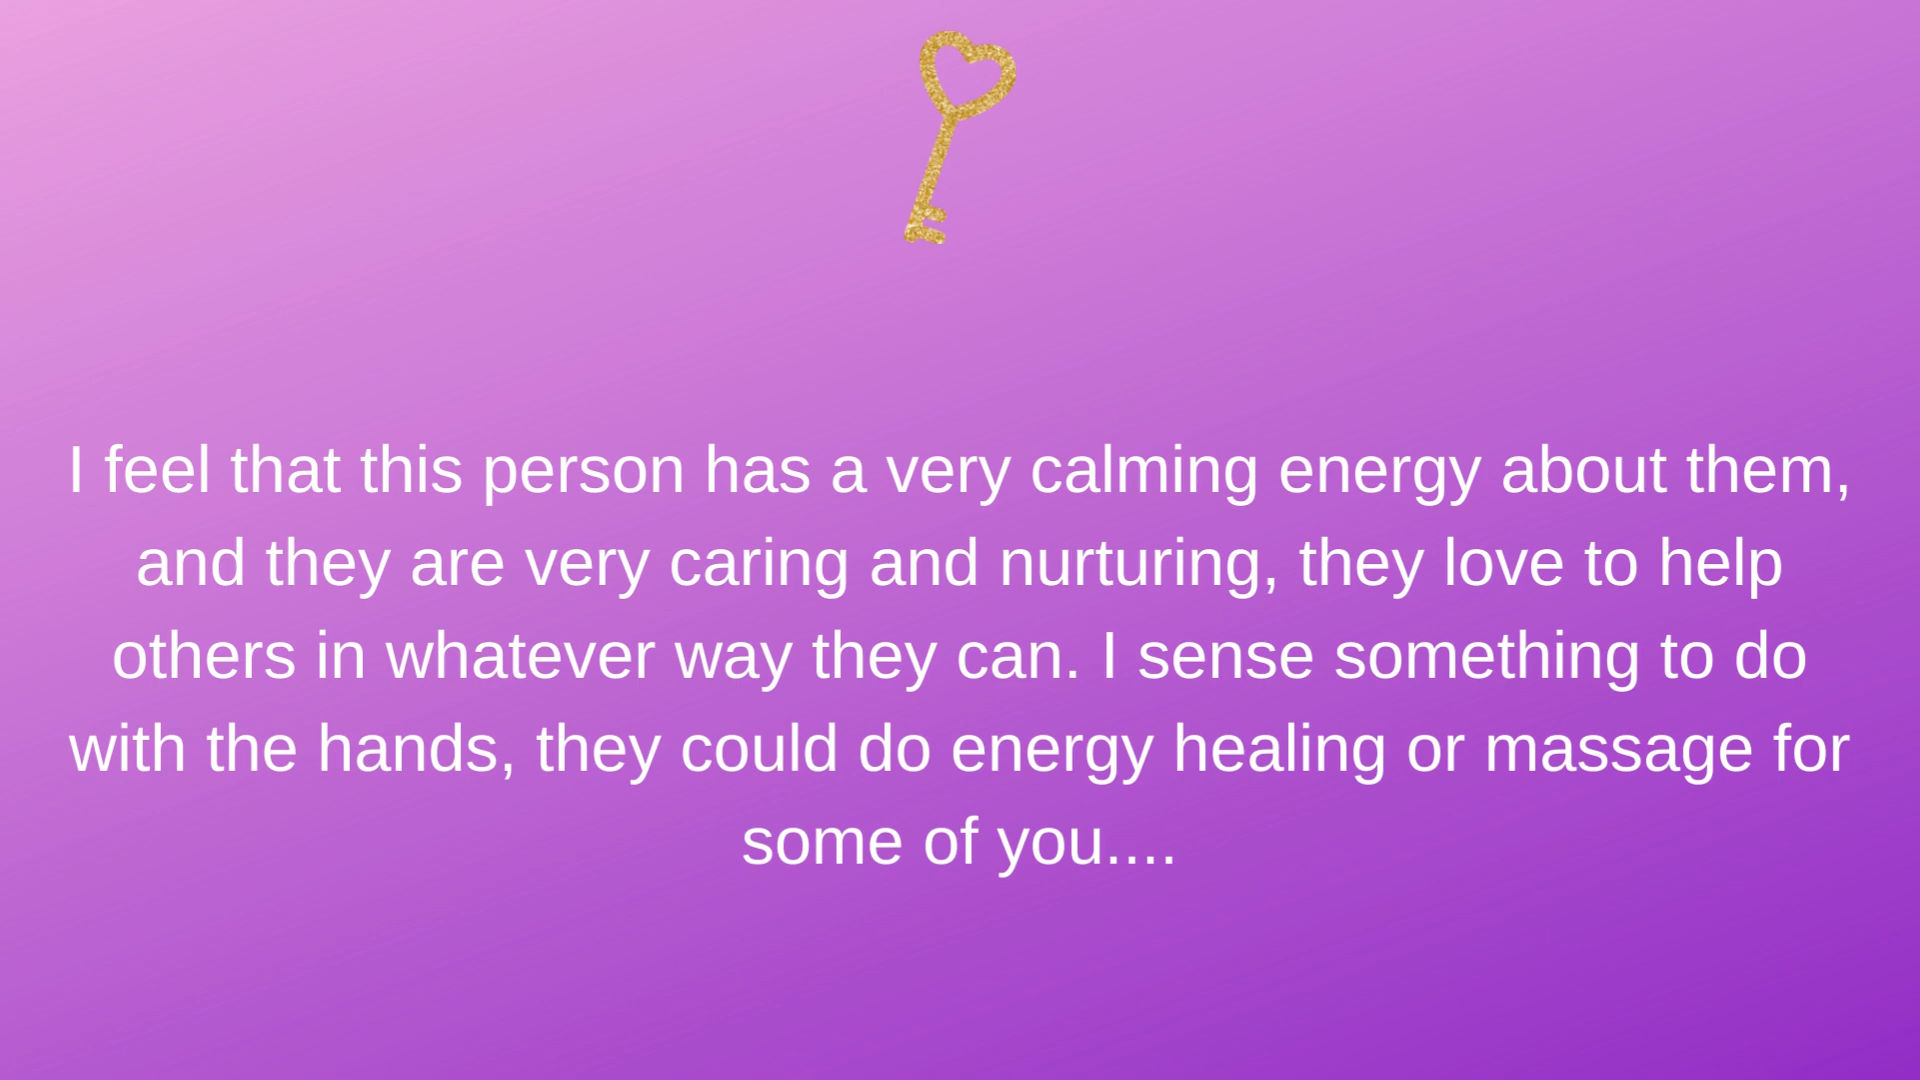 I feel that this person has a very calming energy about them,
and they are very caring and nurturing, they love to help
others in whatever way they can. I sense something to do
with the hands, they could do energy healing or massage for
some of you....